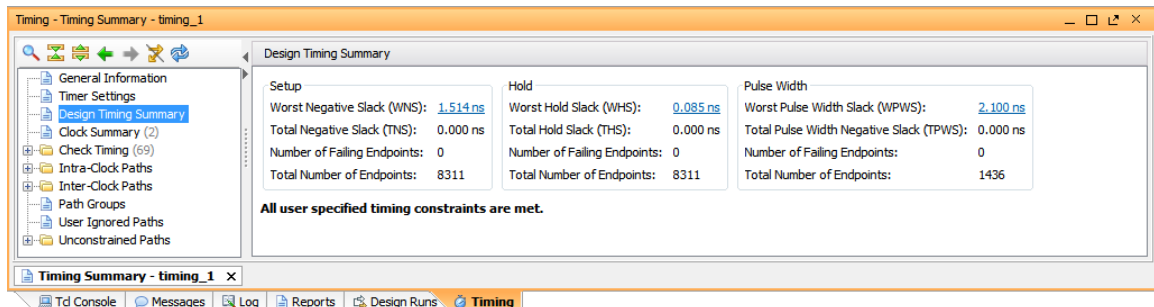 Timing - Timing Summary - timing_1
General Information
Timer Settings
Design Timing Summary
Clock Summary (2)
Check Timing (69)
Intra-Clock Paths
Inter-Clock Paths
Path Groups
User Ignored Paths
Unconstrained Paths
Design Timing Summary
Setup
Worst Negative Slack (WNS): 1.514 ns
Total Negative Slack (TNS): 0.000 ns
Number of Failing Endpoints: 0
Total Number of Endpoints: 8311
Hold
Worst Hold Slack (WHS): 0.085 ns
Total Hold Slack (THS): 0.000 ns
Number of Failing Endpoints: 0
Total Number of Endpoints: 8311
Pulse Width
Worst Pulse Width Slack (WPWS): 2.100 ns
Total Pulse Width Negative Slack (TPWS): 0.000 ns
Number of Failing Endpoints: 0
Total Number of Endpoints: 1436
All user specified timing constraints are met.
Timing Summary - timing_1
Tcl Console Messages Log Reports Design Runs Timing